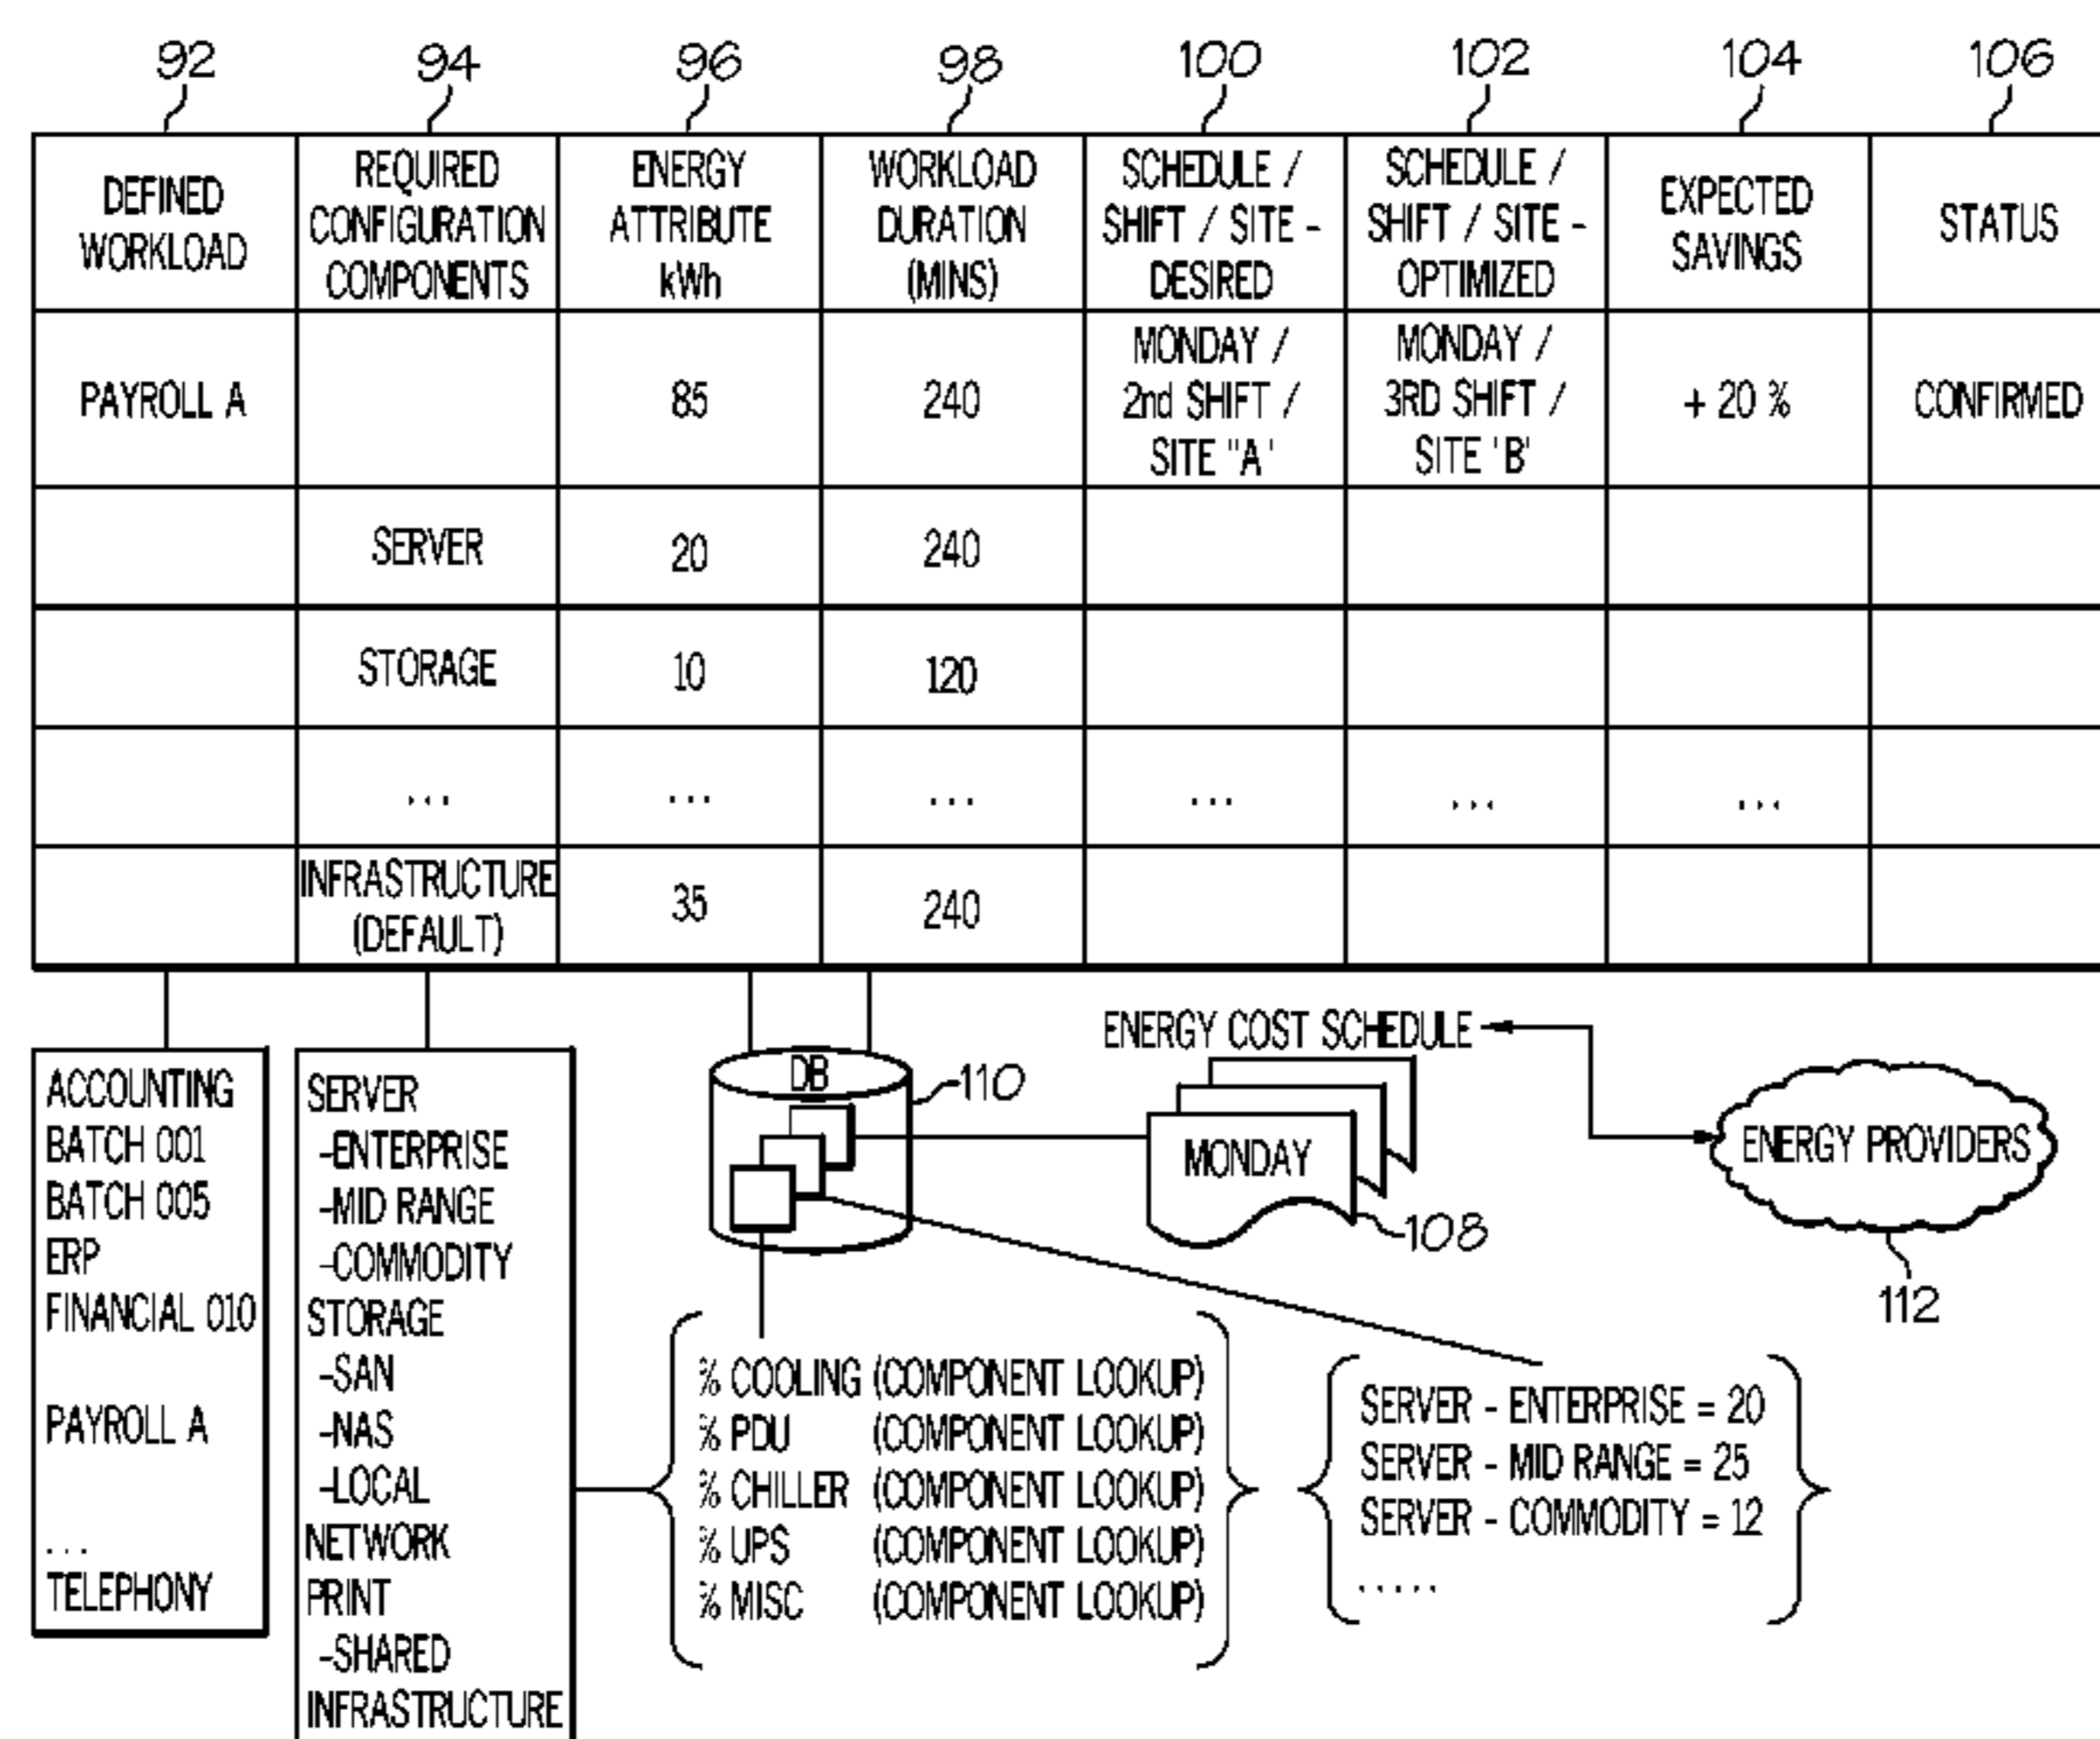 92 94 96 98 100 102 104 106
DEFINED WORKLOAD REQUIRED CONFIGURATION COMPONENTS ENERGY ATTRIBUTE kWh WORKLOAD DURATION (MINS) SCHEDULE / SHIFT / SITE - DESIRED SCHEDULE / SHIFT / SITE - OPTIMIZED EXPECTED SAVINGS STATUS
PAYROLL A 85 240 MONDAY / 2nd SHIFT / SITE "A' MONDAY / 3RD SHIFT / SITE 'B' + 20 % CONFIRMED
SERVER 20 240
STORAGE 10 120
... ... ... ... ... ...
INFRASTRUCTURE (DEFAULT) 35 240
ACCOUNTING
BATCH 001
BATCH 005
ERP
FINANCIAL 010
PAYROLL A
...
TELEPHONY
SERVER
-ENTERPRISE
-MID RANGE
-COMMODITY
STORAGE
-SAN
-NAS
-LOCAL
NETWORK
PRINT
-SHARED
INFRASTRUCTURE
DB
110
ENERGY COST SCHEDULE
MONDAY
108
ENERGY PROVIDERS
112
% COOLING (COMPONENT LOOKUP)
% PDU (COMPONENT LOOKUP)
% CHILLER (COMPONENT LOOKUP)
% UPS (COMPONENT LOOKUP)
% MISC (COMPONENT LOOKUP)
SERVER - ENTERPRISE = 20
SERVER - MID RANGE = 25
SERVER - COMMODITY = 12
.....